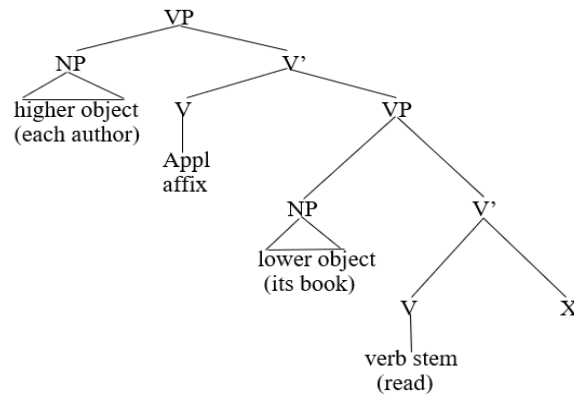 VP
NP V’
higher object V VP
(each author)
Appl
affix
NP V’
lower object
(its book)
V X
verb stem
(read)